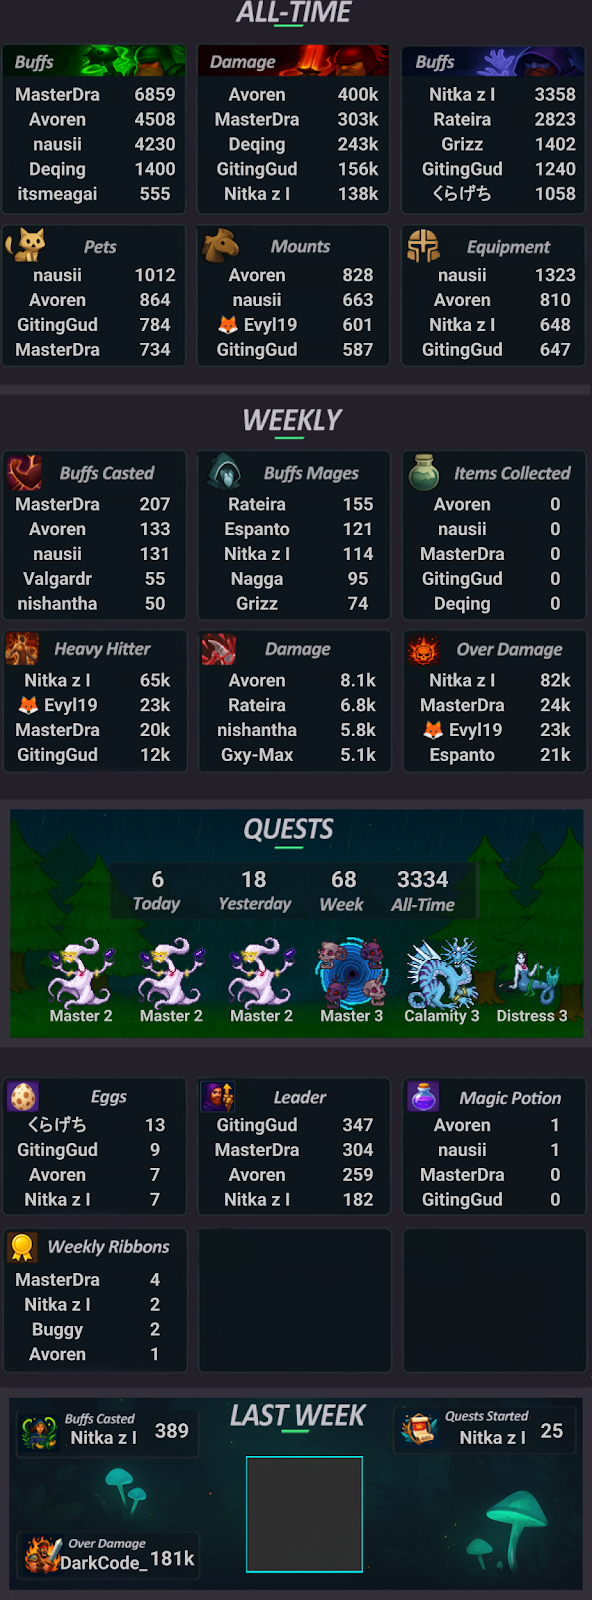 ALL-TIME
Buffs
MasterDra 6859
Avoren 4508
nausii 4230
Deqing 1400
itsmeagai 555
Damage
Avoren 400k
MasterDra 303k
Deqing 243k
GitingGud 156k
Nitka z I 138k
Buffs
Nitka z I 3358
Rateira 2823
Grizz 1402
GitingGud 1240
くらげち 1058
Pets
nausii 1012
Avoren 864
GitingGud 784
MasterDra 734
Mounts
Avoren 828
nausii 663
🦊 Evyl19 601
GitingGud 587
Equipment
nausii 1323
Avoren 810
Nitka z I 648
GitingGud 647
WEEKLY
Buffs Casted
MasterDra 207
Avoren 133
nausii 131
Valgardr 55
nishantha 50
Buffs Mages
Rateira 155
Espanto 121
Nitka z I 114
Nagga 95
Grizz 74
Items Collected
Avoren 0
nausii 0
MasterDra 0
GitingGud 0
Deqing 0
Heavy Hitter
Nitka z I 65k
🦊 Evyl19 23k
MasterDra 20k
GitingGud 12k
Damage
Avoren 8.1k
Rateira 6.8k
nishantha 5.8k
Gxy-Max 5.1k
Over Damage
Nitka z I 82k
MasterDra 24k
🦊 Evyl19 23k
Espanto 21k
QUESTS
6 18 68 3334
Today Yesterday Week All-Time
Master 2 Master 2 Master 2 Master 3 Calamity 3 Distress 3
Eggs
くらげち 13
GitingGud 9
Avoren 7
Nitka z I 7
Leader
GitingGud 347
MasterDra 304
Avoren 259
Nitka z I 182
Magic Potion
Avoren 1
nausii 1
MasterDra 0
GitingGud 0
Weekly Ribbons
MasterDra 4
Nitka z I 2
Buggy 2
Avoren 1
LAST WEEK
Buffs Casted
Nitka z I 389
Quests Started
Nitka z I 25
Over Damage
DarkCode_ 181k